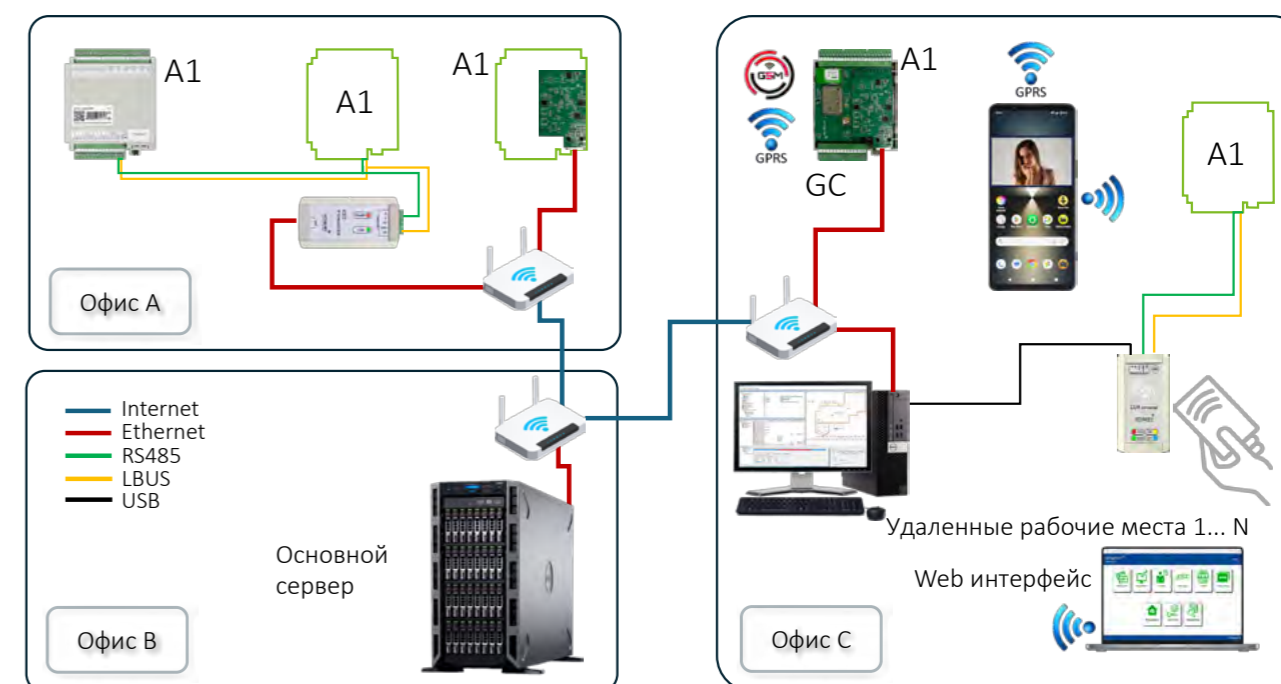 A1
A1
A1
Офис A
Internet
Ethernet
RS485
LBUS
USB
Основной
сервер
Офис B
GSM
GPRS
A1
GC
GPRS
A1
Удаленные рабочие места 1... N
Web интерфейс
Офис C